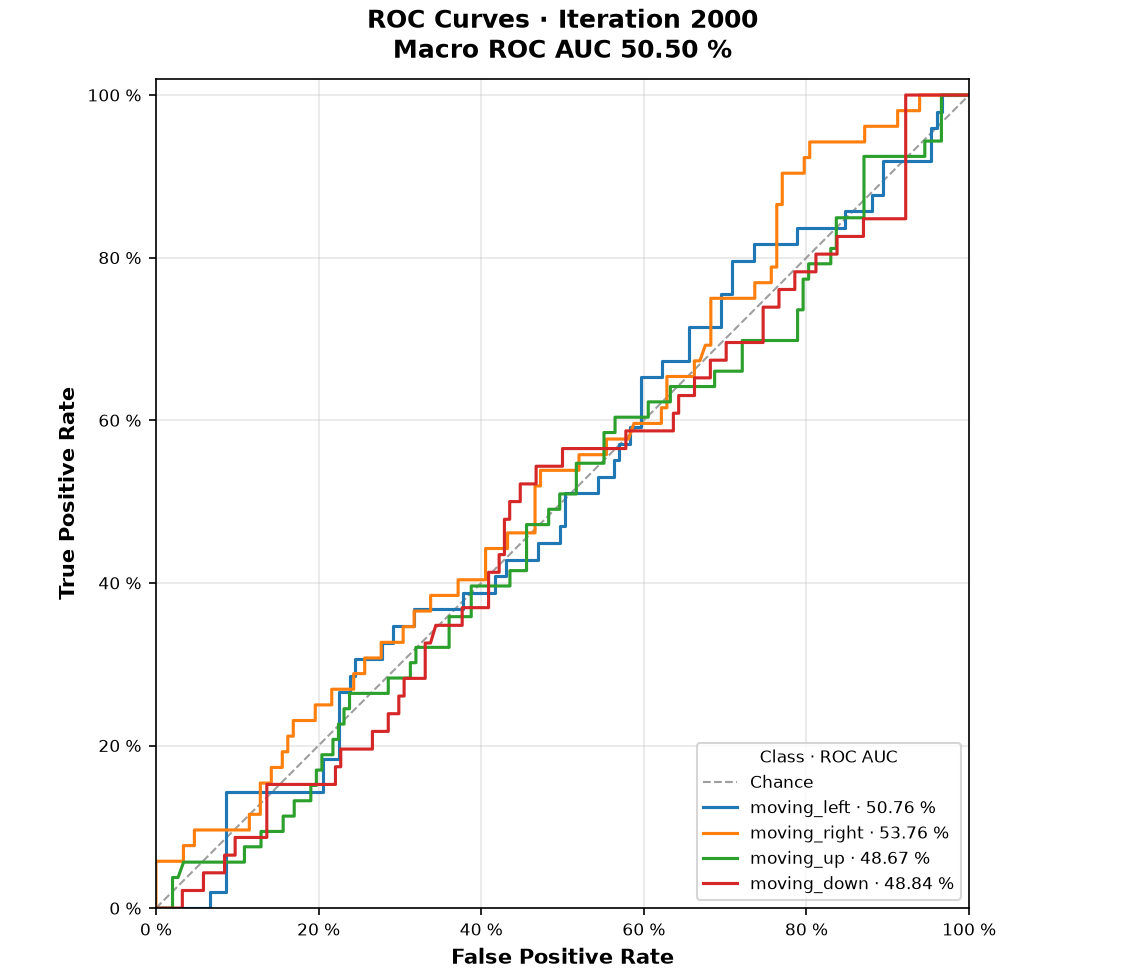 ROC Curves · Iteration 2000
Macro ROC AUC 50.50 %
100 %
80 %
60 %
40 %
20 %
0 %
True Positive Rate
0 %
20 %
40 %
60 %
80 %
100 %
False Positive Rate
Class · ROC AUC
Chance
moving_left · 50.76 %
moving_right · 53.76 %
moving_up · 48.67 %
moving_down · 48.84 %